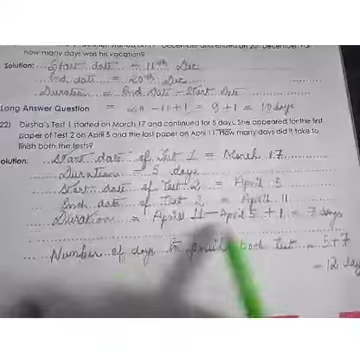 how many days was his vacation?
Solution: Start date = 11th Dec
End date = 20th Dec
Duration = End date - Start Date
= 20 - 11 + 1 = 9 + 1 = 10 days
Long Answer Question
22) Dirsha's Test 1 started on March 17 and continued for 5 days. She appeared for the first
paper of Test 2 on April 5 and the last paper on April 11. How many days did it take to
finish both the tests?
olution: Start date of Test 1 = March 17
Duration = 5 days
Start date of Test 2 = April 5
End date of Test 2 = April 11
Duration = April 11 - April 5 + 1 = 7 days
Number of days to finish both Test = 5 + 7
= 12 day